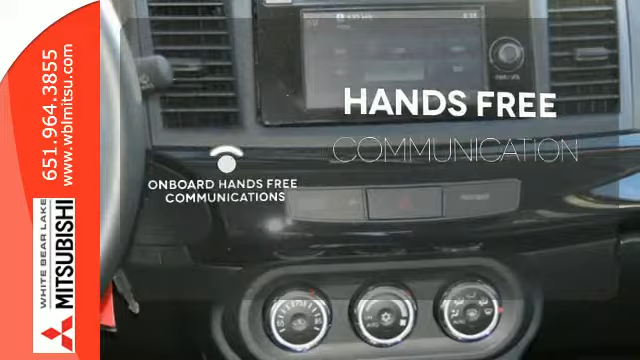 651.964.3855
www.wblmitsu.com
WHITE BEAR LAKE
MITSUBISHI
HANDS FREE
COMMUNICATION
ONBOARD HANDS FREE
COMMUNICATIONS